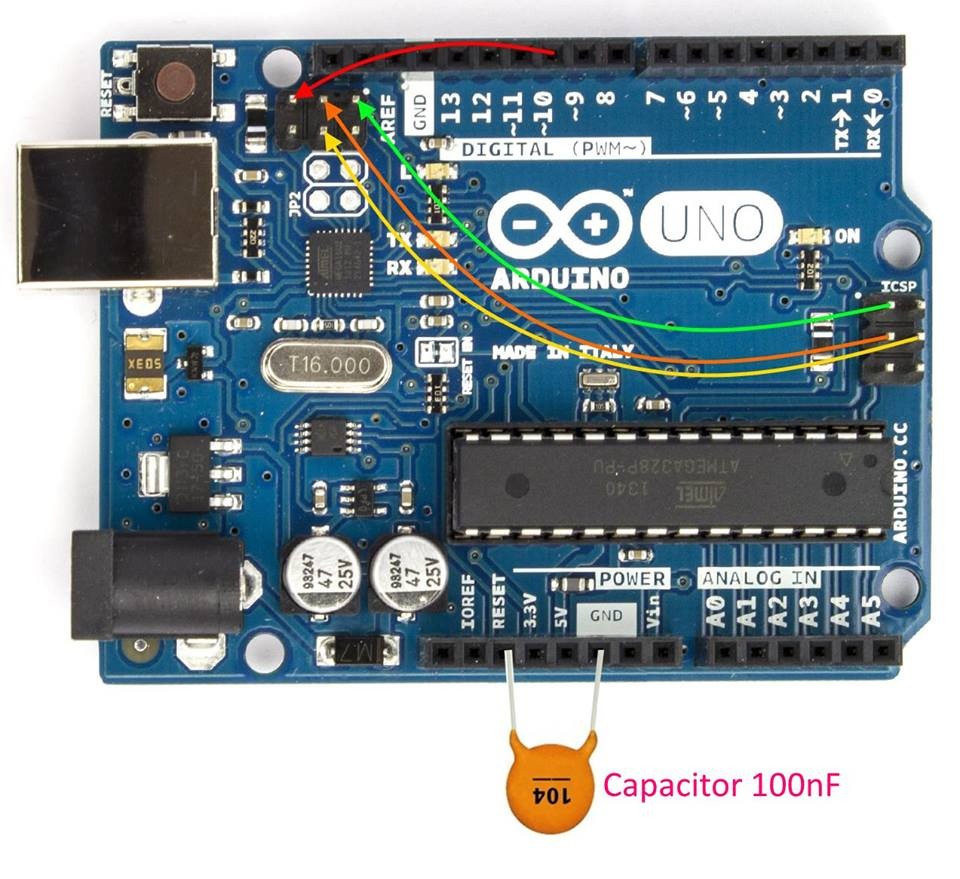 RESET
AREF
GND
13
12
~11
~10
~9
8
7
~6
~5
4
~3
2
TX→1
RX←0
DIGITAL (PWM~)
JP2
L
TX
RX
™
UNO
ARDUINO
ON
ICSP
T16.000
RESET EN
MADE IN ITALY
ATMEGA328P-PU
1340
ATMEL
ARDUINO.CC
98247
47
25V
98247
47
25V
M7
IOREF
RESET
3.3V
5V
POWER
GND
Vin
ANALOG IN
A0
A1
A2
A3
A4
A5
104
Capacitor 100nF